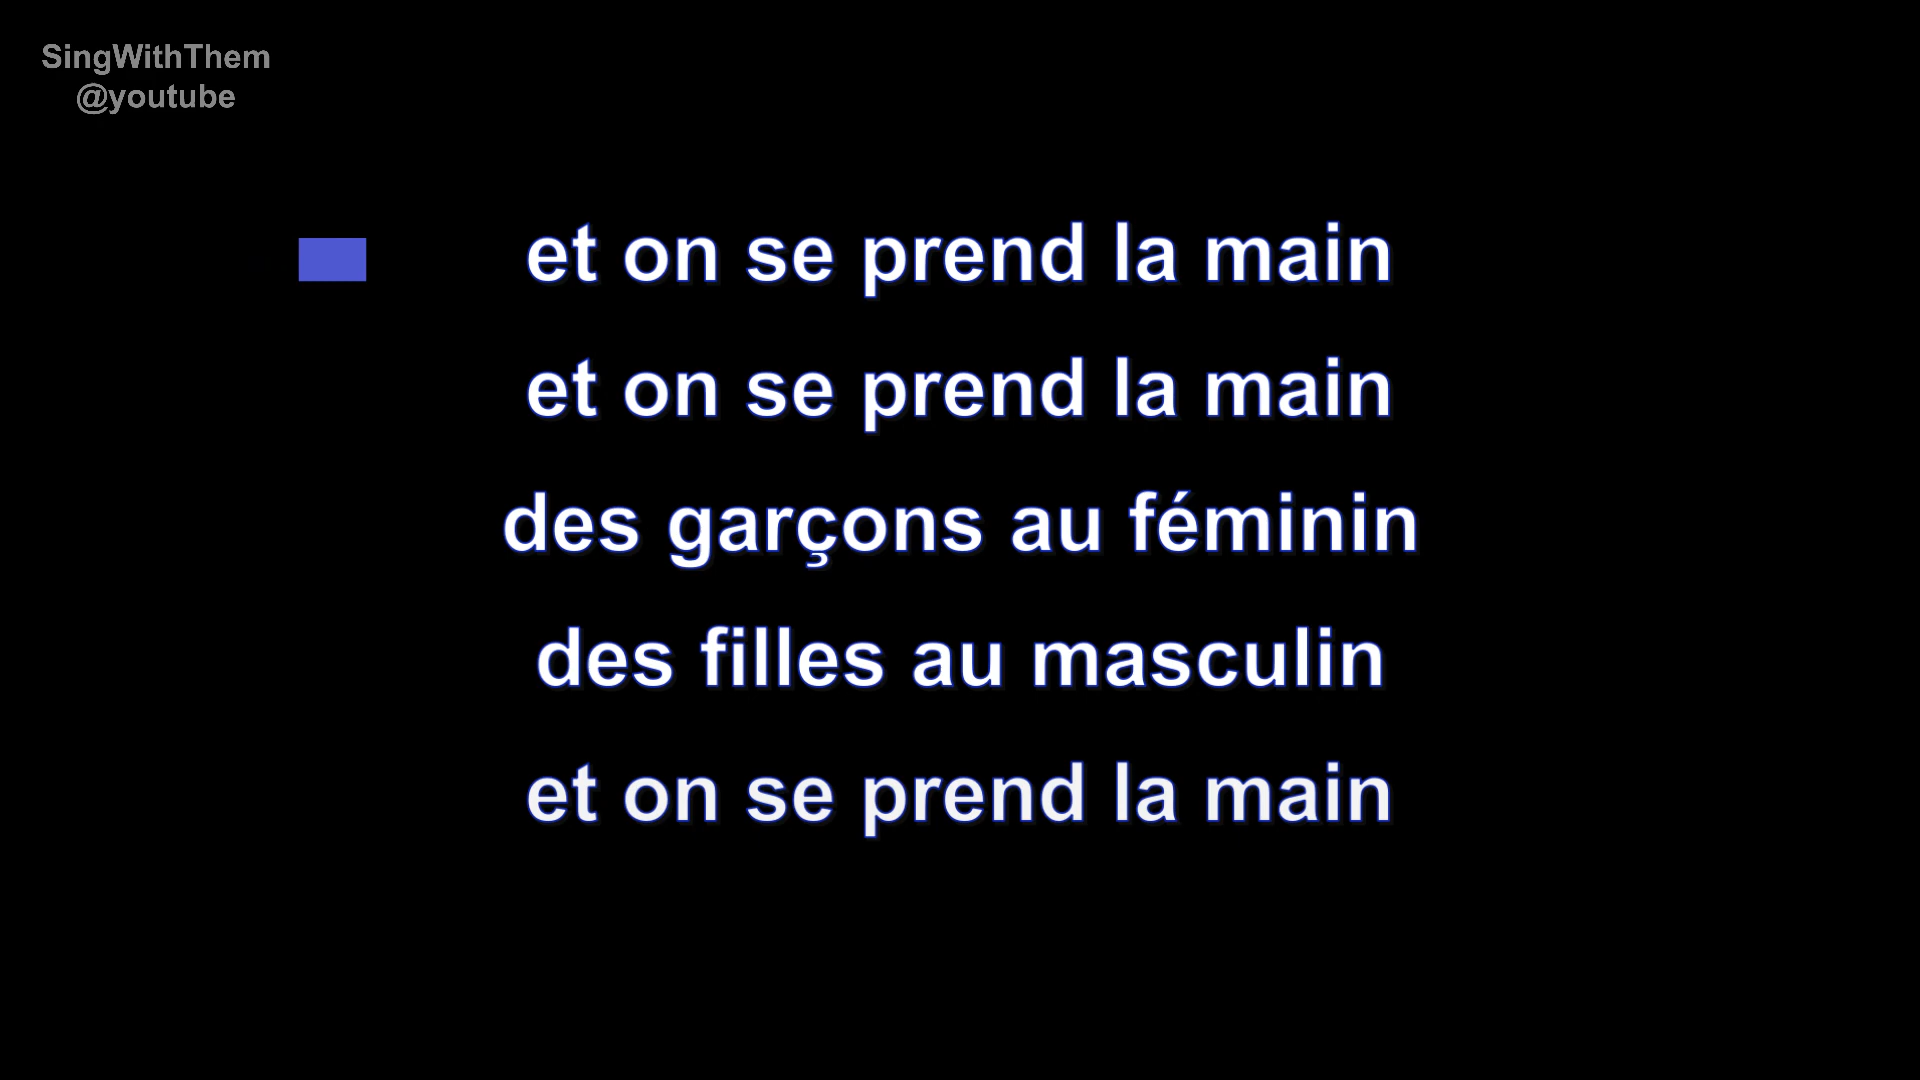 SingWithThem
@youtube
et on se prend la main
et on se prend la main
des garçons au féminin
des filles au masculin
et on se prend la main